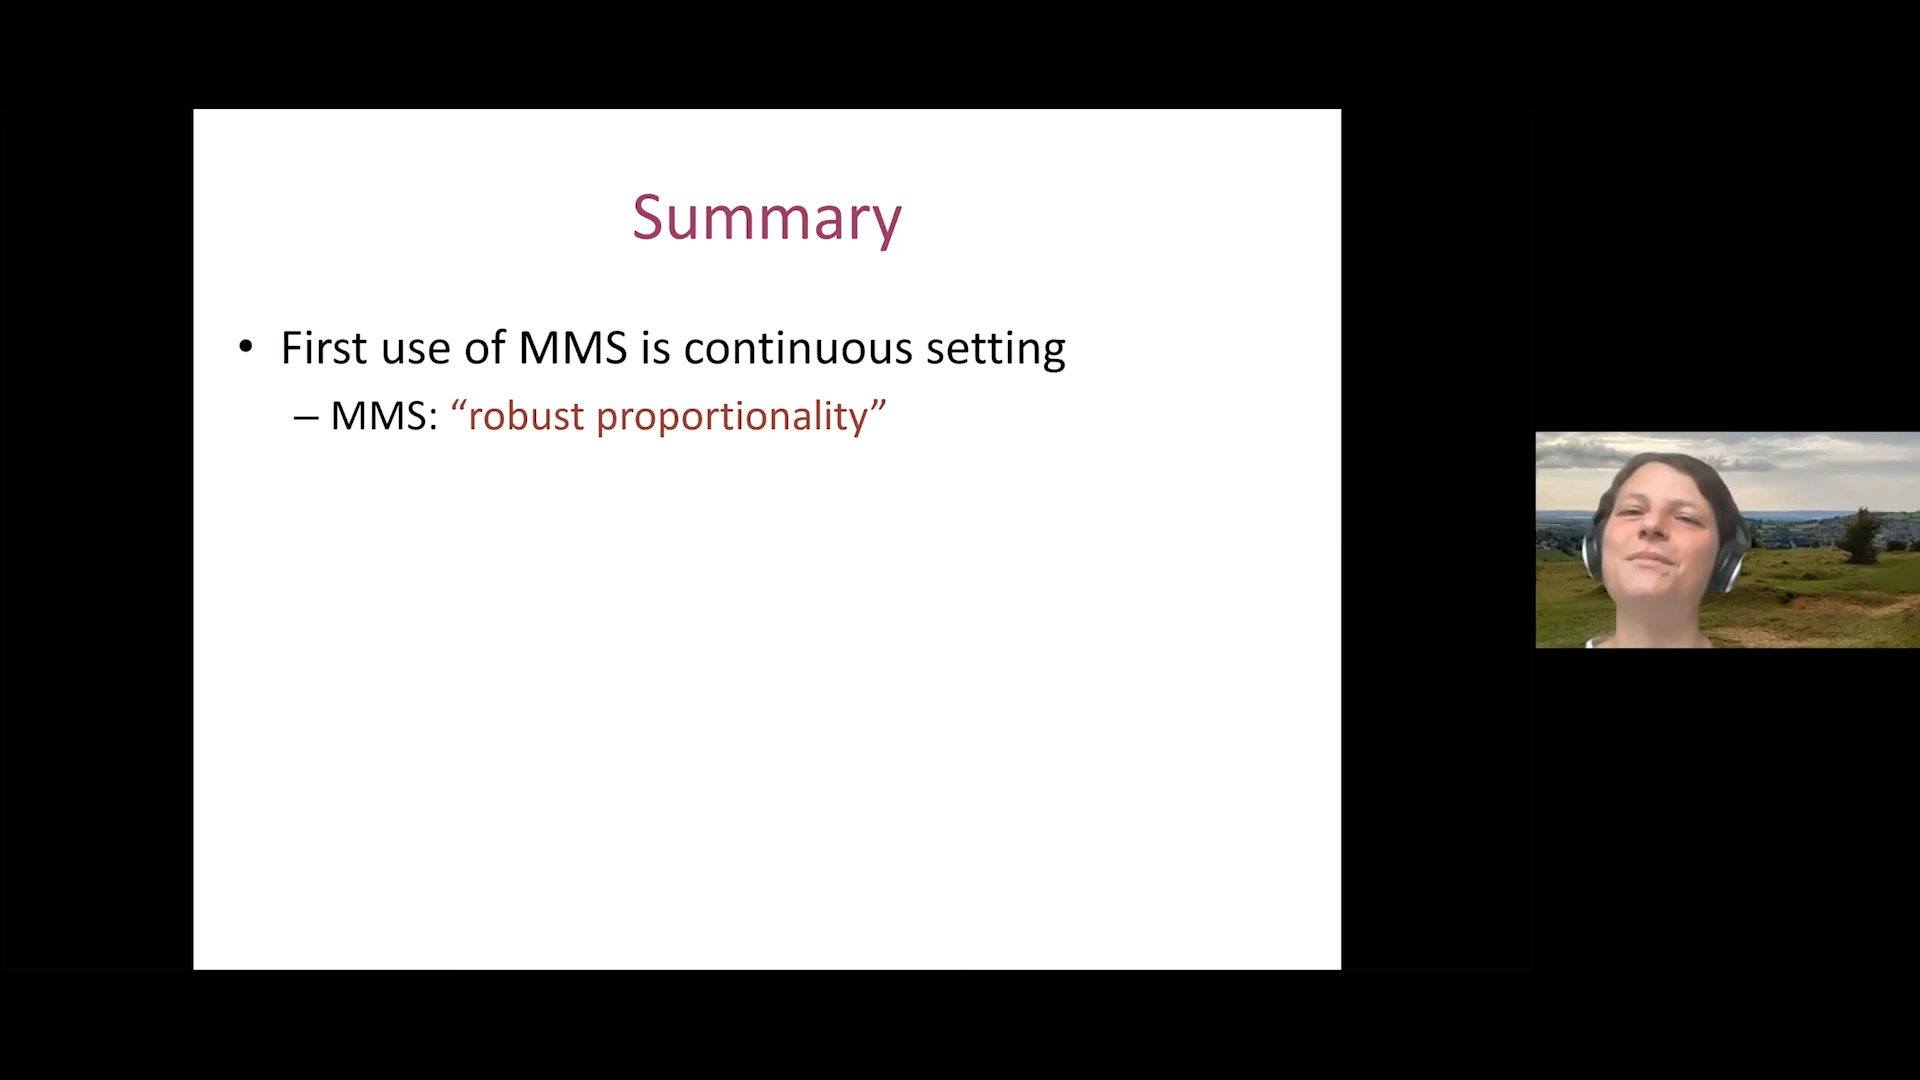 Summary
• First use of MMS is continuous setting
– MMS: “robust proportionality”